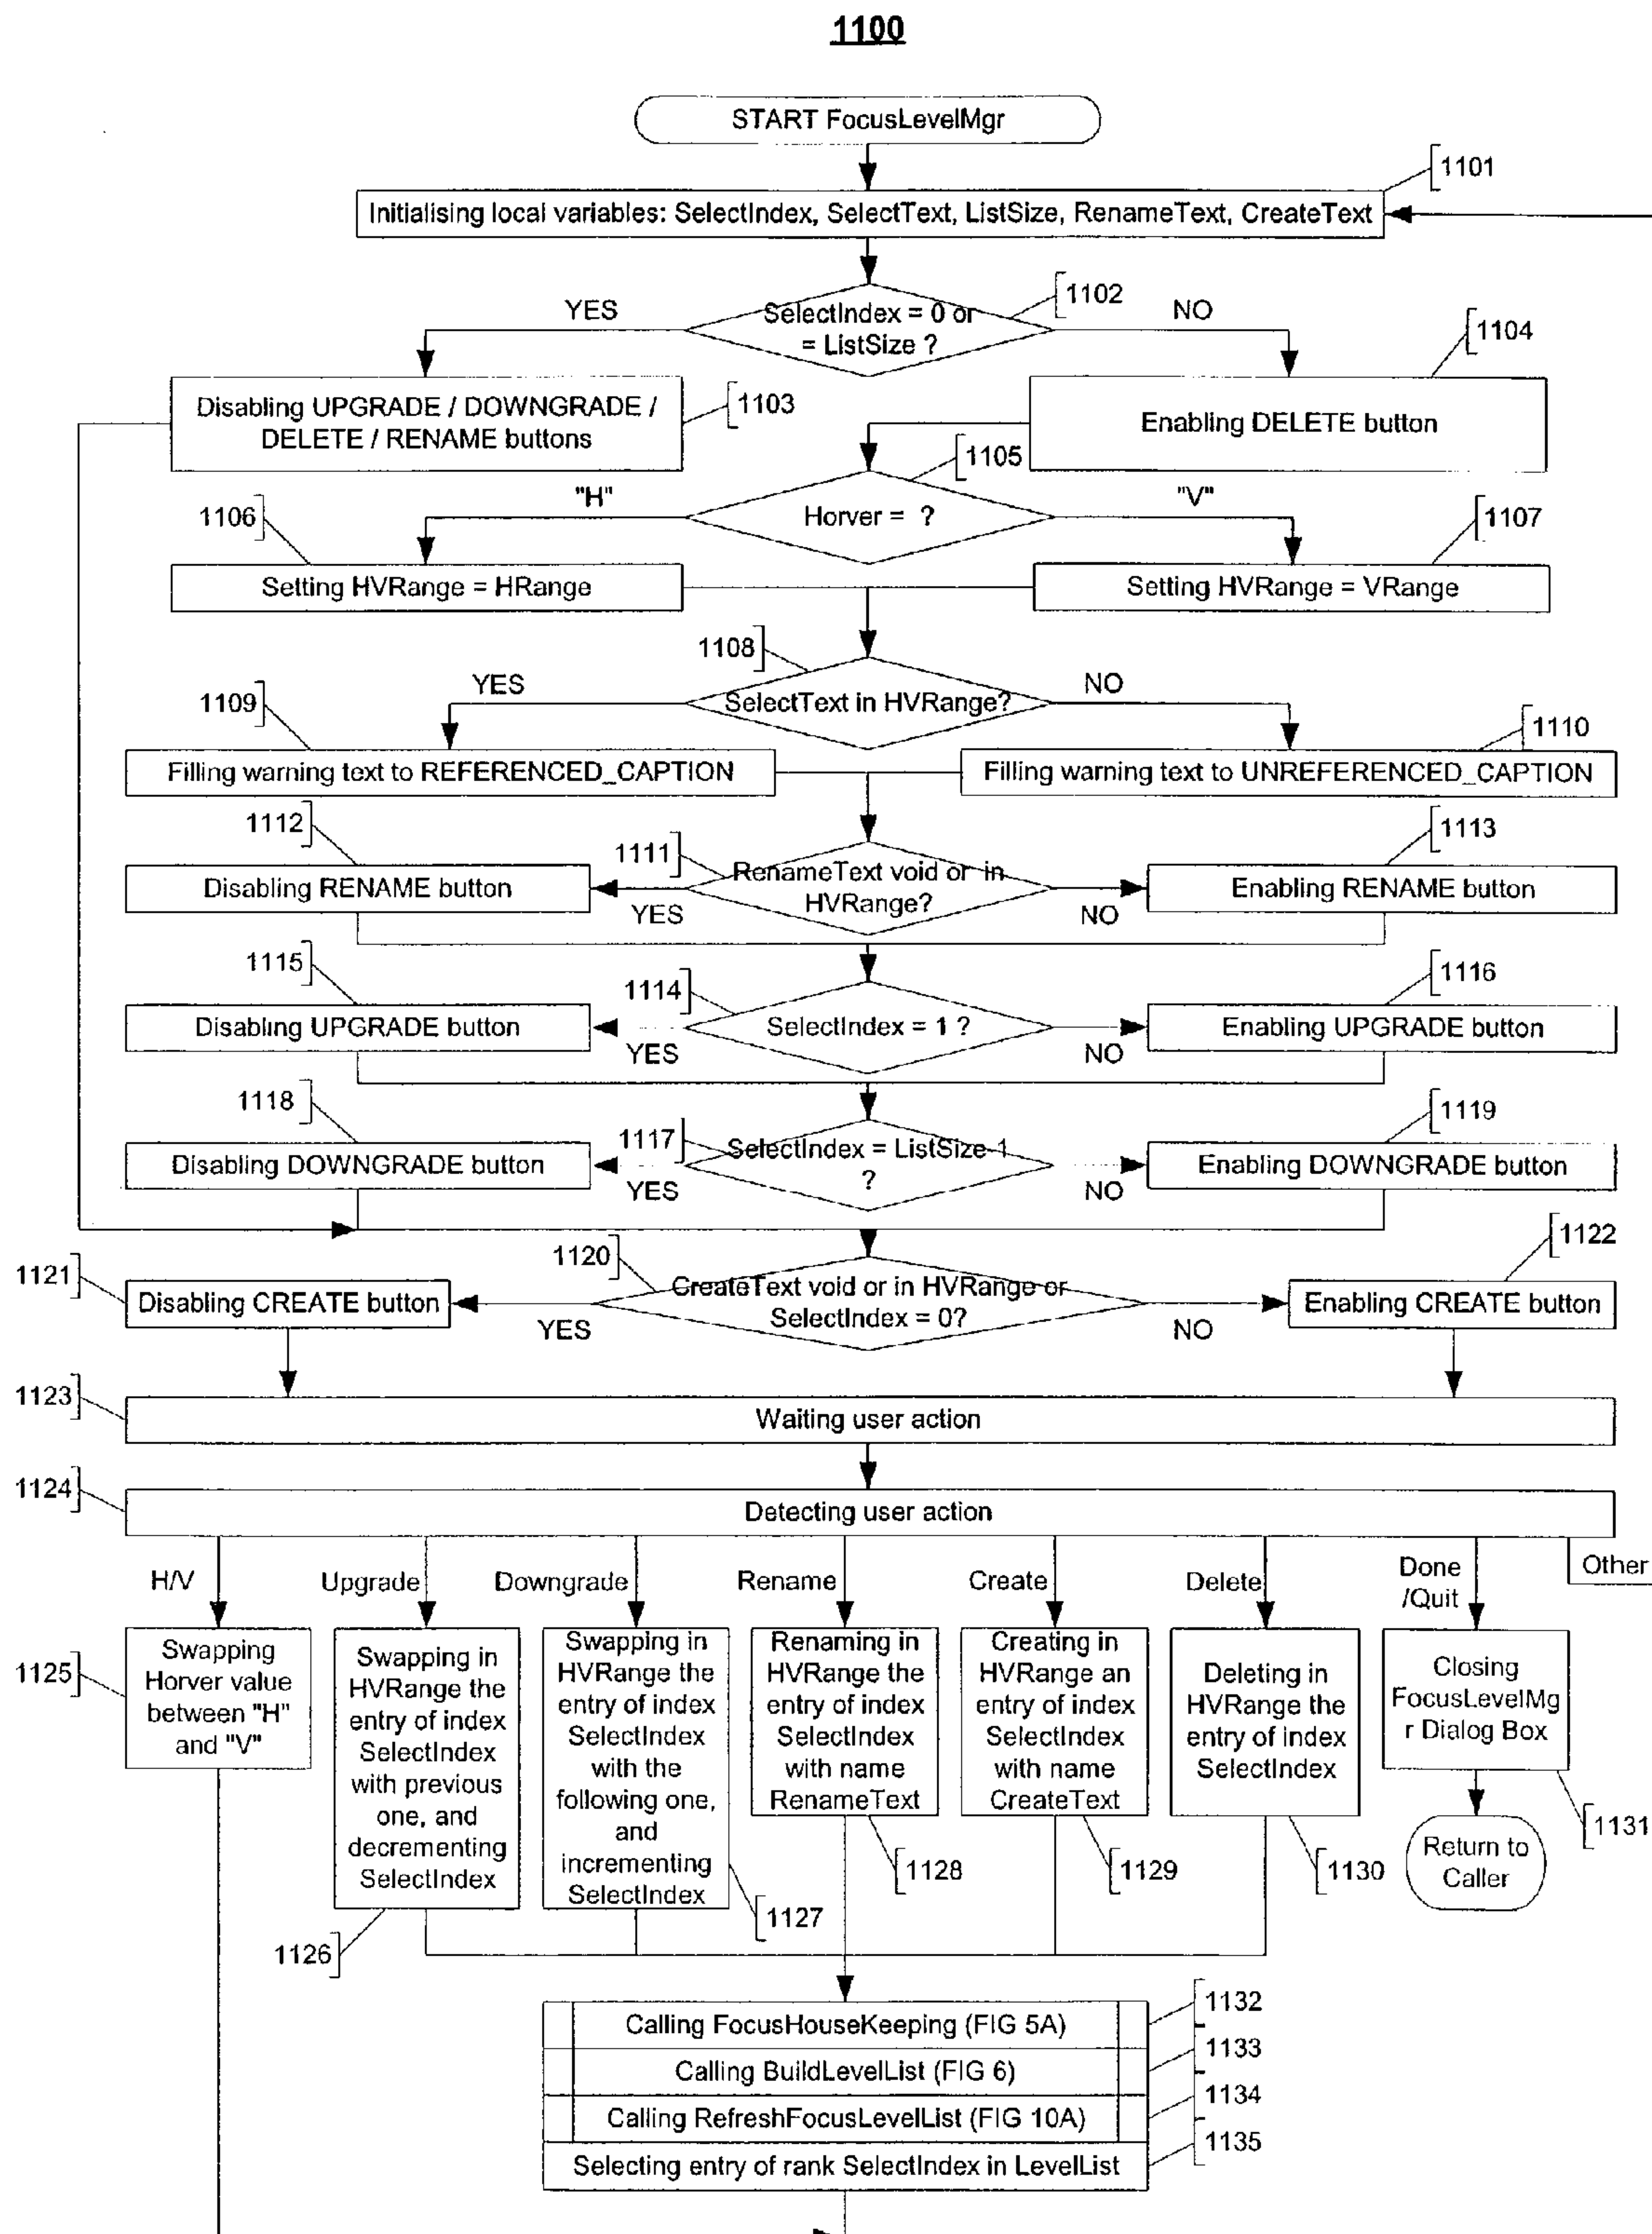 1100
START FocusLevelMgr
1101
Initialising local variables: SelectIndex, SelectText, ListSize, RenameText, CreateText
1102
YES
SelectIndex = 0 or
= ListSize ?
NO
1104
Disabling UPGRADE / DOWNGRADE /
DELETE / RENAME buttons
1103
Enabling DELETE button
1105
1106
"H"
Horver = ?
"V"
1107
Setting HVRange = HRange
Setting HVRange = VRange
1108
1109
YES
SelectText in HVRange?
NO
1110
Filling warning text to REFERENCED_CAPTION
Filling warning text to UNREFERENCED_CAPTION
1112
1111
1113
Disabling RENAME button
RenameText void or in
HVRange?
Enabling RENAME button
YES
NO
1115
1114
1116
Disabling UPGRADE button
SelectIndex = 1 ?
Enabling UPGRADE button
YES
NO
1118
1117
1119
Disabling DOWNGRADE button
SelectIndex = ListSize-1
?
Enabling DOWNGRADE button
YES
NO
1121
1120
1122
Disabling CREATE button
CreateText void or in HVRange or
SelectIndex = 0?
Enabling CREATE button
YES
NO
1123
Waiting user action
1124
Detecting user action
H/V
Upgrade
Downgrade
Rename
Create
Delete
Done
/Quit
Other
1125
Swapping
Horver value
between "H"
and "V"
Swapping in
HVRange the
entry of index
SelectIndex
with previous
one, and
decrementing
SelectIndex
Swapping in
HVRange the
entry of index
SelectIndex
with the
following one,
and
incrementing
SelectIndex
Renaming in
HVRange the
entry of index
SelectIndex
with name
RenameText
Creating in
HVRange an
entry of index
SelectIndex
with name
CreateText
Deleting in
HVRange the
entry of index
SelectIndex
Closing
FocusLevelMg
r Dialog Box
1131
Return to
Caller
1126
1127
1128
1129
1130
Calling FocusHouseKeeping (FIG 5A)
1132
Calling BuildLevelList (FIG 6)
1133
Calling RefreshFocusLevelList (FIG 10A)
1134
Selecting entry of rank SelectIndex in LevelList
1135